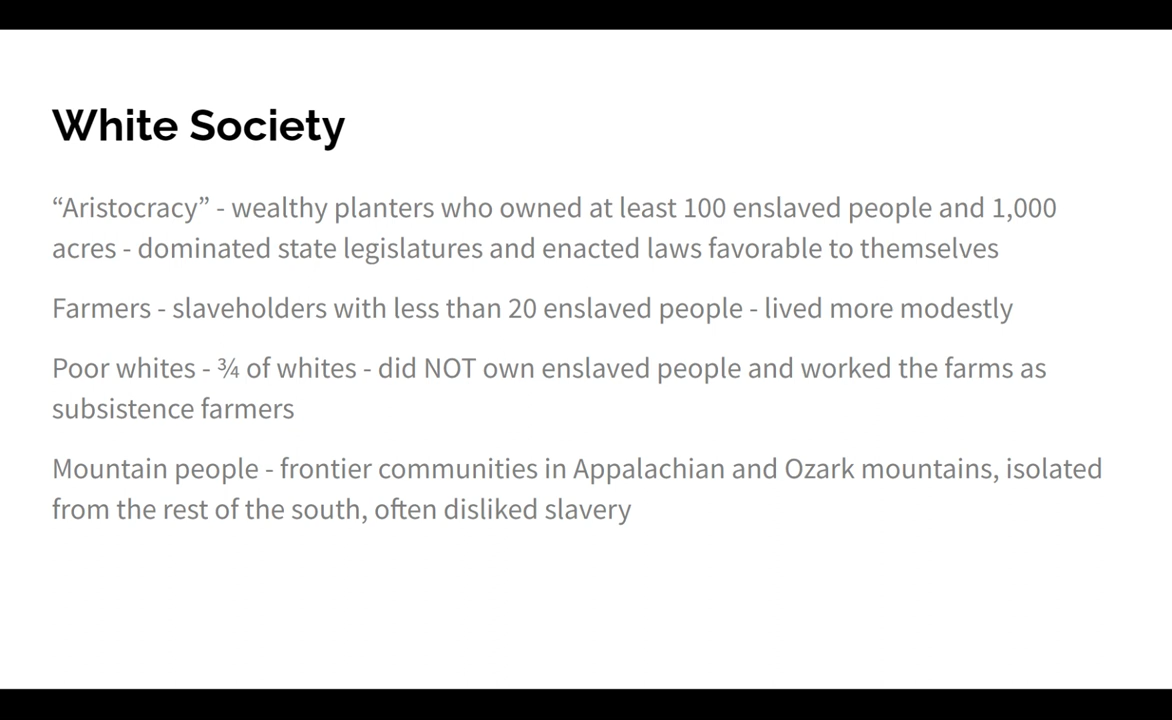 White Society
“Aristocracy” - wealthy planters who owned at least 100 enslaved people and 1,000
acres - dominated state legislatures and enacted laws favorable to themselves
Farmers - slaveholders with less than 20 enslaved people - lived more modestly
Poor whites - ¾ of whites - did NOT own enslaved people and worked the farms as
subsistence farmers
Mountain people - frontier communities in Appalachian and Ozark mountains, isolated
from the rest of the south, often disliked slavery